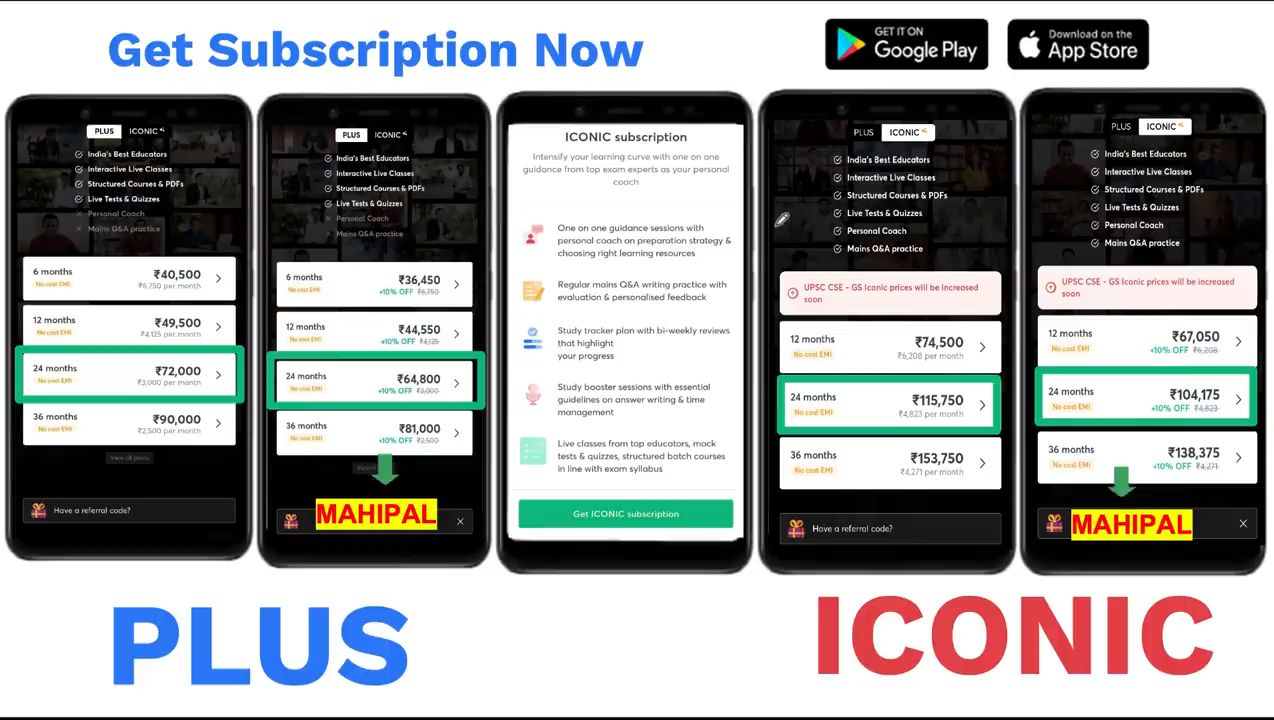 Get Subscription Now
GET IT ON
Google Play
Download on the
App Store
PLUS ICONIC
India's Best Educators
Interactive Live Classes
Structured Courses & PDFs
Live Tests & Quizzes
Personal Coach
Mains Q&A practice
6 months ₹40,500
No cost EMI ₹6,750 per month
12 months ₹49,500
No cost EMI ₹4,125 per month
24 months ₹72,000
No cost EMI ₹3,000 per month
36 months ₹90,000
No cost EMI ₹2,500 per month
View all plans
Have a referral code?
PLUS ICONIC
India's Best Educators
Interactive Live Classes
Structured Courses & PDFs
Live Tests & Quizzes
Personal Coach
Mains Q&A practice
6 months ₹36,450
No cost EMI +10% OFF ₹6,750
12 months ₹44,550
No cost EMI +10% OFF ₹4,125
24 months ₹64,800
No cost EMI +10% OFF ₹3,000
36 months ₹81,000
No cost EMI +10% OFF ₹2,500
MAHIPAL
ICONIC subscription
Intensify your learning curve with one on one
guidance from top exam experts as your personal
coach
One on one guidance sessions with
personal coach on preparation strategy &
choosing right learning resources
Regular mains Q&A writing practice with
evaluation & personalised feedback
Study tracker plan with bi-weekly reviews
that highlight
your progress
Study booster sessions with essential
guidelines on answer writing & time
management
Live classes from top educators, mock
tests & quizzes, structured batch courses
in line with exam syllabus
Get ICONIC subscription
PLUS ICONIC
India's Best Educators
Interactive Live Classes
Structured Courses & PDFs
Live Tests & Quizzes
Personal Coach
Mains Q&A practice
UPSC CSE - GS Iconic prices will be increased
soon
12 months ₹74,500
No cost EMI ₹6,208 per month
24 months ₹115,750
No cost EMI ₹4,823 per month
36 months ₹153,750
No cost EMI ₹4,271 per month
Have a referral code?
PLUS ICONIC
India's Best Educators
Interactive Live Classes
Structured Courses & PDFs
Live Tests & Quizzes
Personal Coach
Mains Q&A practice
UPSC CSE - GS Iconic prices will be increased
soon
12 months ₹67,050
No cost EMI +10% OFF ₹6,208
24 months ₹104,175
No cost EMI +10% OFF ₹4,823
36 months ₹138,375
No cost EMI +10% OFF ₹4,271
MAHIPAL
PLUS
ICONIC